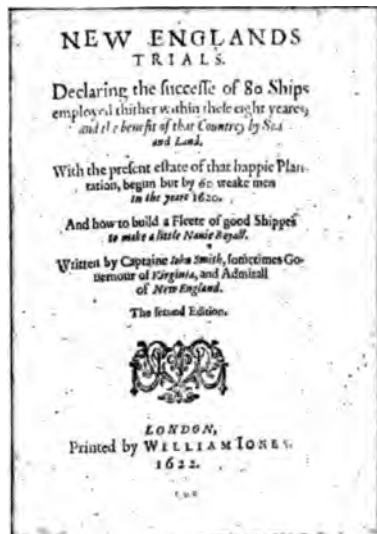 NEW ENGLANDS
TRIALS.
Declaring the ſucceſſe of 80 Ships
employed thither within theſe eight yeares,
and the benefit of that Countrey by Sea
and Land.
With the preſent eſtate of that happie Plan-
tation, begun but by 60 weake men
in the yeare 1620.
And how to build a Fleete of good Shippes
to make a little Nauie Royall.
Written by Captaine Iohn Smith, ſometimes Go-
uernour of Virginia, and Admirall
of New England.
The ſecond Edition.
LONDON,
Printed by WILLIAM IONES.
1622.